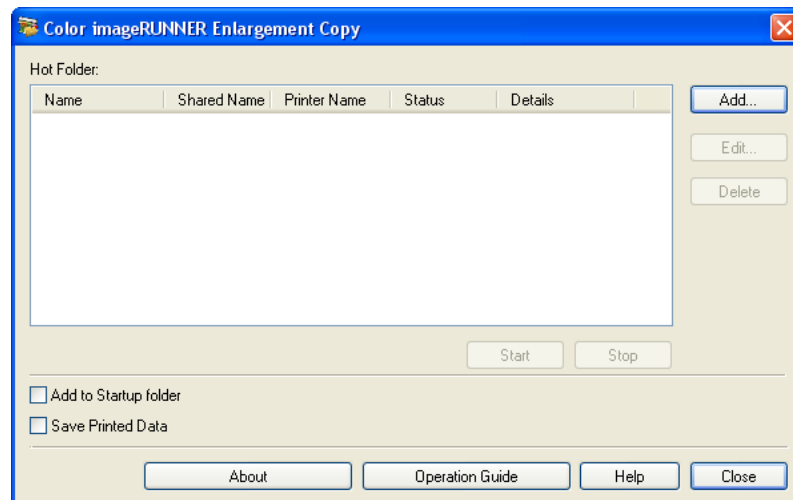 Color imageRUNNER Enlargement Copy
Hot Folder:
Name Shared Name Printer Name Status Details
Add...
Edit...
Delete
Start Stop
Add to Startup folder
Save Printed Data
About Operation Guide Help Close